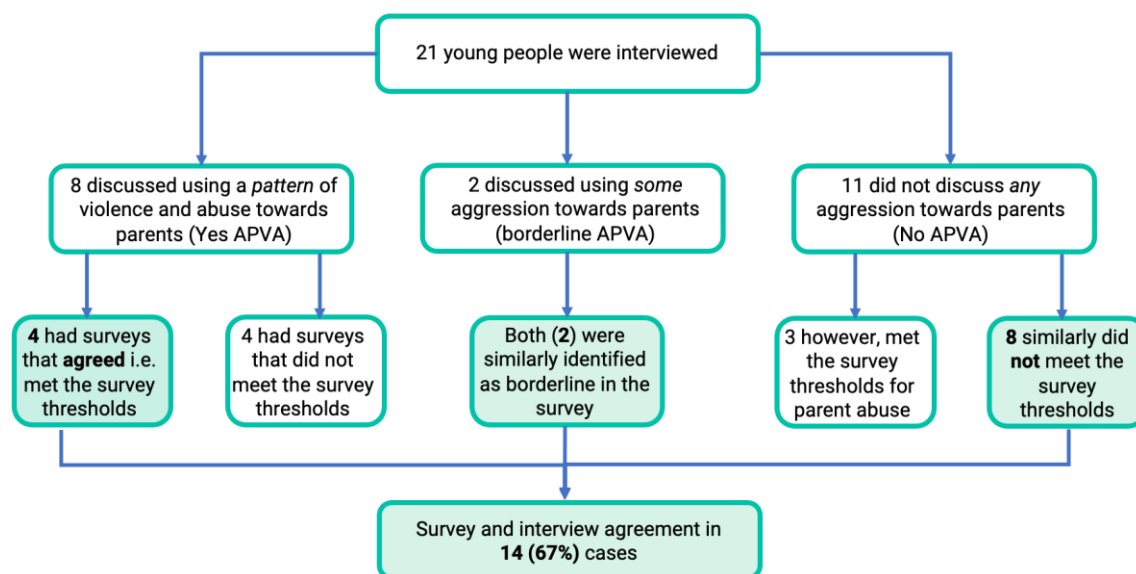 21 young people were interviewed
8 discussed using a pattern of
violence and abuse towards
parents (Yes APVA)
2 discussed using some
aggression towards parents
(borderline APVA)
11 did not discuss any
aggression towards parents
(No APVA)
4 had surveys
that agreed i.e.
met the survey
thresholds
4 had surveys
that did not
meet the survey
thresholds
Both (2) were
similarly identified
as borderline in the
survey
3 however, met
the survey
thresholds for
parent abuse
8 similarly did
not meet the
survey
thresholds
Survey and interview agreement in
14 (67%) cases